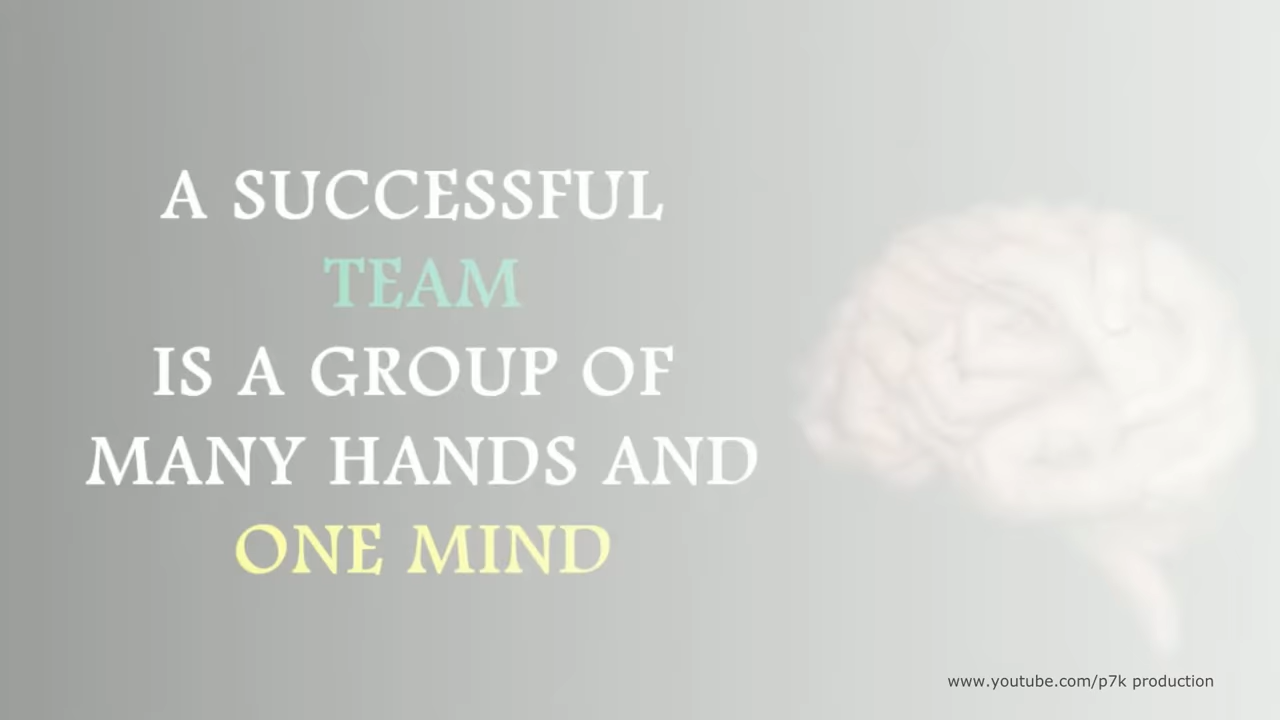 A SUCCESSFUL
TEAM
IS A GROUP OF
MANY HANDS AND
ONE MIND
www.youtube.com/p7k production